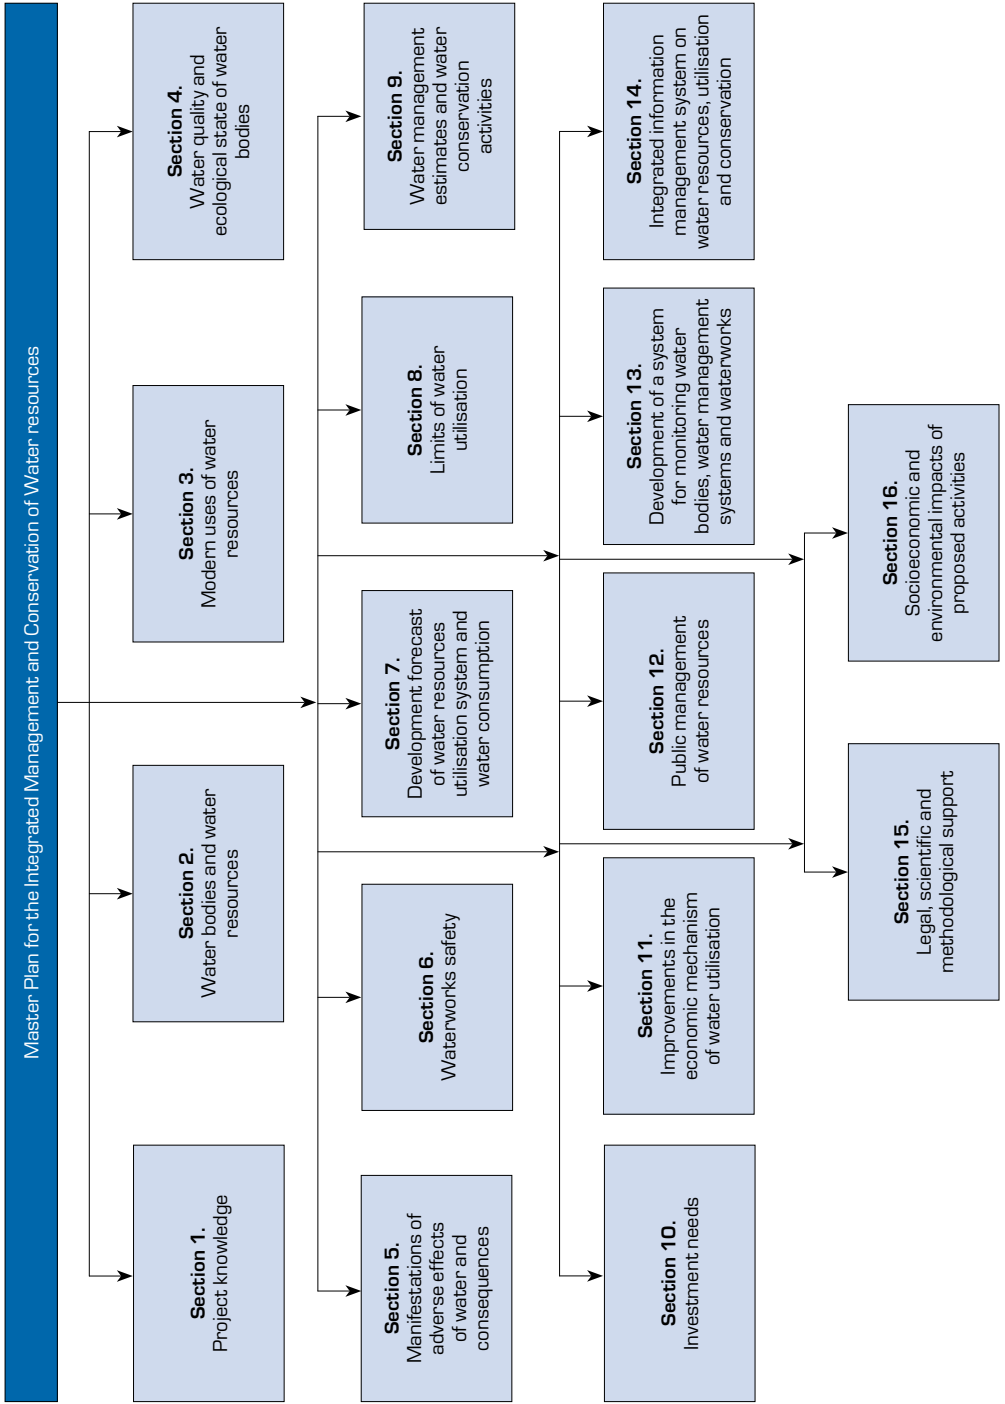 Master Plan for the Integrated Management and Conservation of Water resources
Section 1.
Project knowledge
Section 2.
Water bodies and water
resources
Section 3.
Modern uses of water
resources
Section 4.
Water quality and
ecological state of water
bodies
Section 5.
Manifestations of
adverse effects
of water and
consequences
Section 6.
Waterworks safety
Section 7.
Development forecast
of water resources
utilisation system and
water consumption
Section 8.
Limits of water
utilisation
Section 9.
Water management
estimates and water
conservation
activities
Section 10.
Investment needs
Section 11.
Improvements in the
economic mechanism
of water utilisation
Section 12.
Public management
of water resources
Section 13.
Development of a system
for monitoring water
bodies, water management
systems and waterworks
Section 14.
Integrated information
management system on
water resources, utilisation
and conservation
Section 15.
Legal, scientific and
methodological support
Section 16.
Socioeconomic and
environmental impacts of
proposed activities